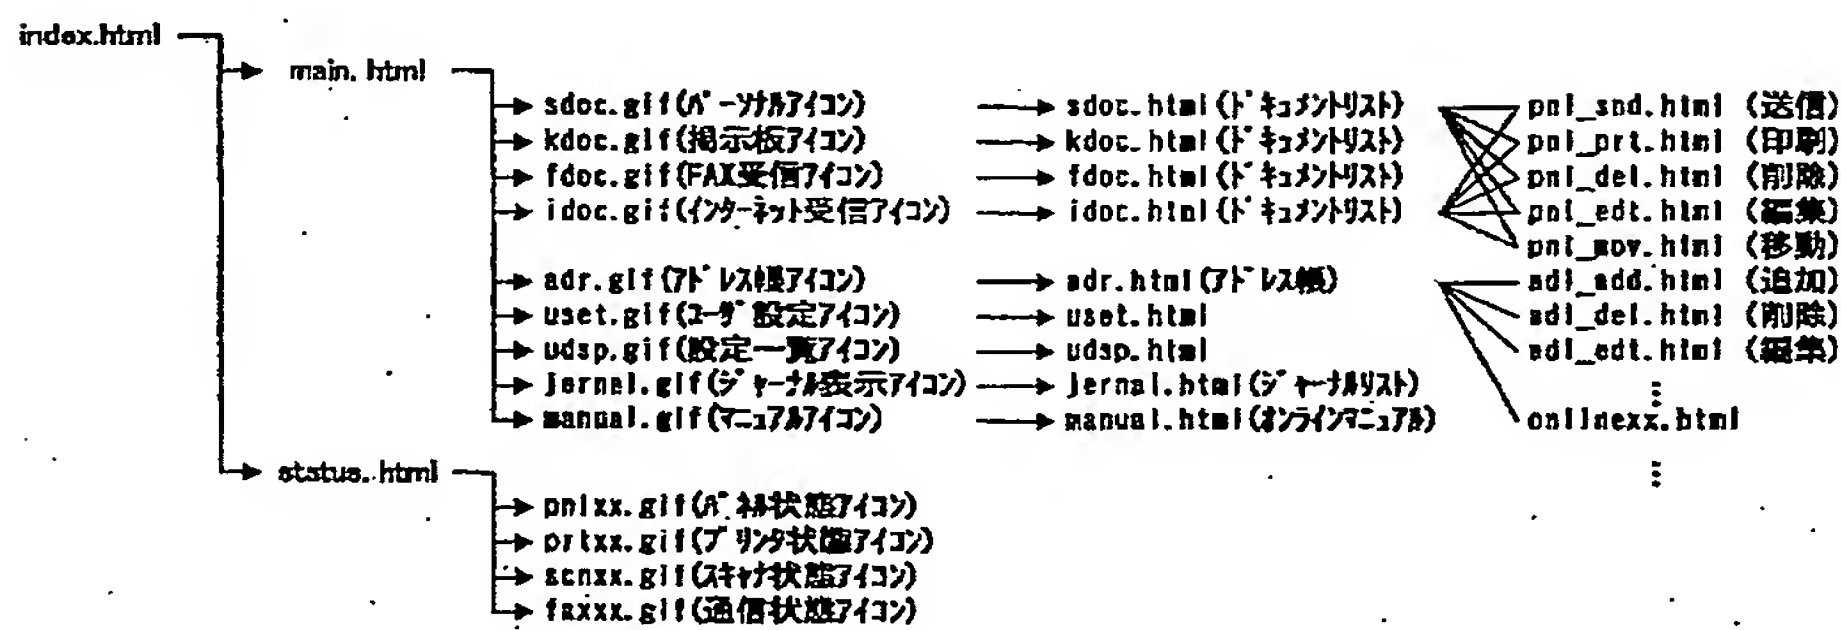 index.html
main.html
sdoc.gif(パーソナルアイコン) sdoc.html(ドキュメントリスト) pnl_snd.html (送信)
kdoc.gif(掲示板アイコン) kdoc.html(ドキュメントリスト) pnl_prt.html (印刷)
fdoc.gif(FAX受信アイコン) fdoc.html(ドキュメントリスト) pnl_del.html (削除)
idoc.gif(インターネット受信アイコン) idoc.html(ドキュメントリスト) pnl_edt.html (編集)
pnl_mov.html (移動)
adr.gif(アドレス帳アイコン) adr.html(アドレス帳) adl_add.html (追加)
uset.gif(ユーザ設定アイコン) uset.html adl_del.html (削除)
udsp.gif(設定一覧アイコン) udsp.html adl_edt.html (編集)
jernal.gif(ジャーナル表示アイコン) jernal.html(ジャーナルリスト)
manual.gif(マニュアルアイコン) manual.html(オンラインマニュアル) onlinexx.html
status.html
pnlxx.gif(パネル状態アイコン)
prtxx.gif(プリンタ状態アイコン)
scnxx.gif(スキャナ状態アイコン)
faxxx.gif(通信状態アイコン)